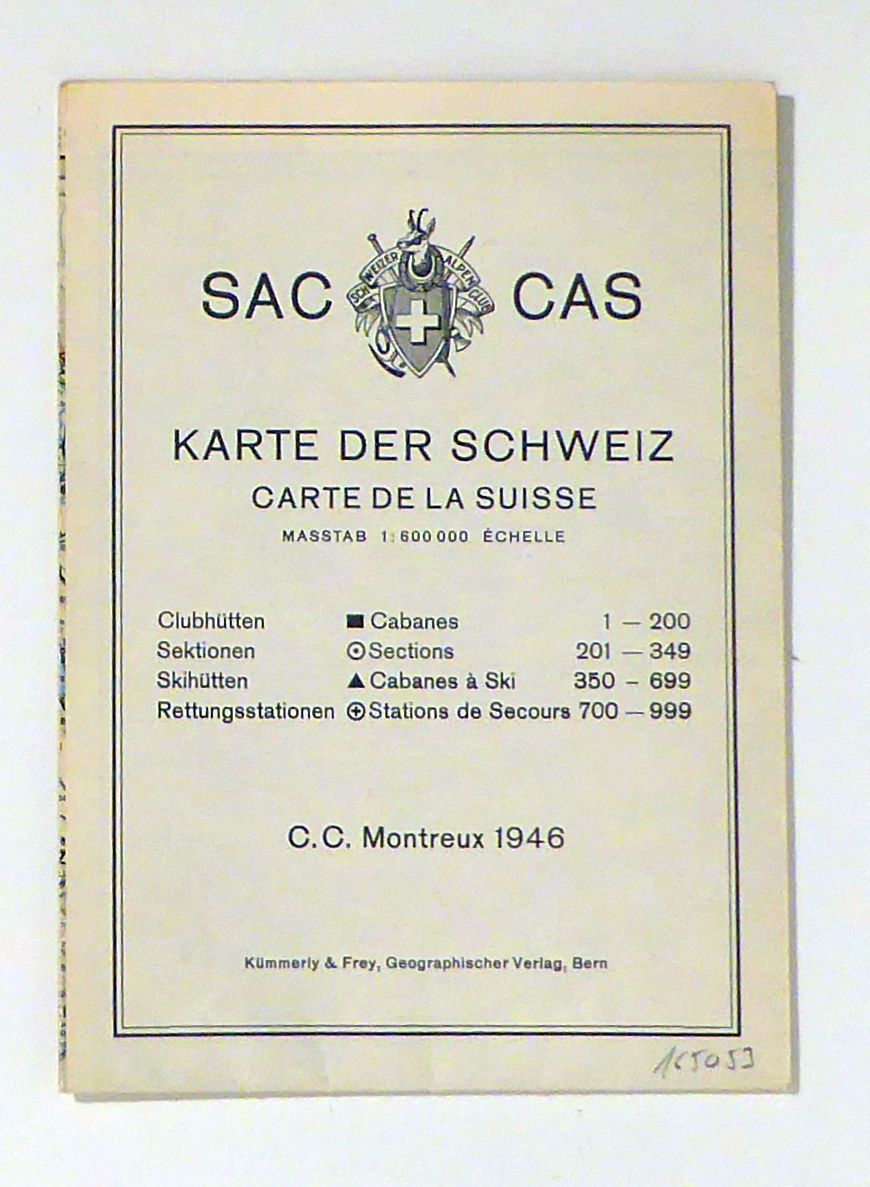 SCHWEIZER ALPEN CLUB
SAC CAS
KARTE DER SCHWEIZ
CARTE DE LA SUISSE
MASSTAB 1:600 000 ÉCHELLE
Clubhütten ■ Cabanes 1 — 200
Sektionen ⊙ Sections 201 — 349
Skihütten ▲ Cabanes à Ski 350 – 699
Rettungsstationen ⊕ Stations de Secours 700 — 999
C.C. Montreux 1946
Kümmerly & Frey, Geographischer Verlag, Bern
165053